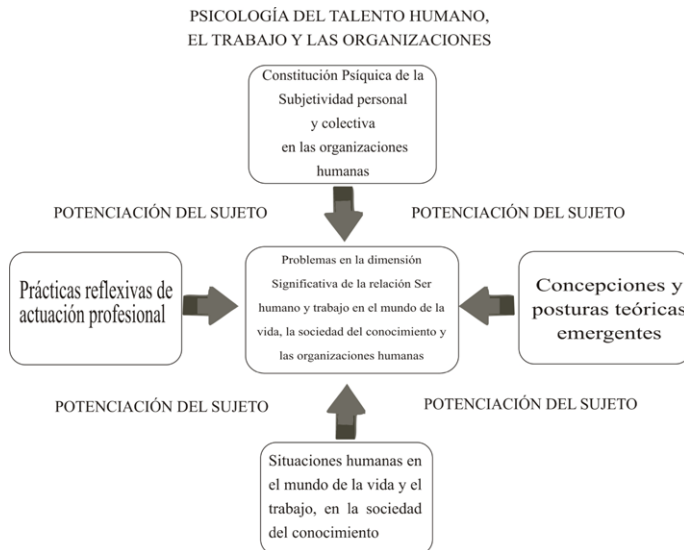 PSICOLOGÍA DEL TALENTO HUMANO,
EL TRABAJO Y LAS ORGANIZACIONES
Constitución Psíquica de la
Subjetividad personal
y colectiva
en las organizaciones
humanas
POTENCIACIÓN DEL SUJETO
POTENCIACIÓN DEL SUJETO
Prácticas reflexivas de
actuación profesional
Problemas en la dimensión
Significativa de la relación Ser
humano y trabajo en el mundo de la
vida, la sociedad del conocimiento y
las organizaciones humanas
Concepciones y
posturas teóricas
emergentes
POTENCIACIÓN DEL SUJETO
POTENCIACIÓN DEL SUJETO
Situaciones humanas en
el mundo de la vida y el
trabajo, en la sociedad
del conocimiento